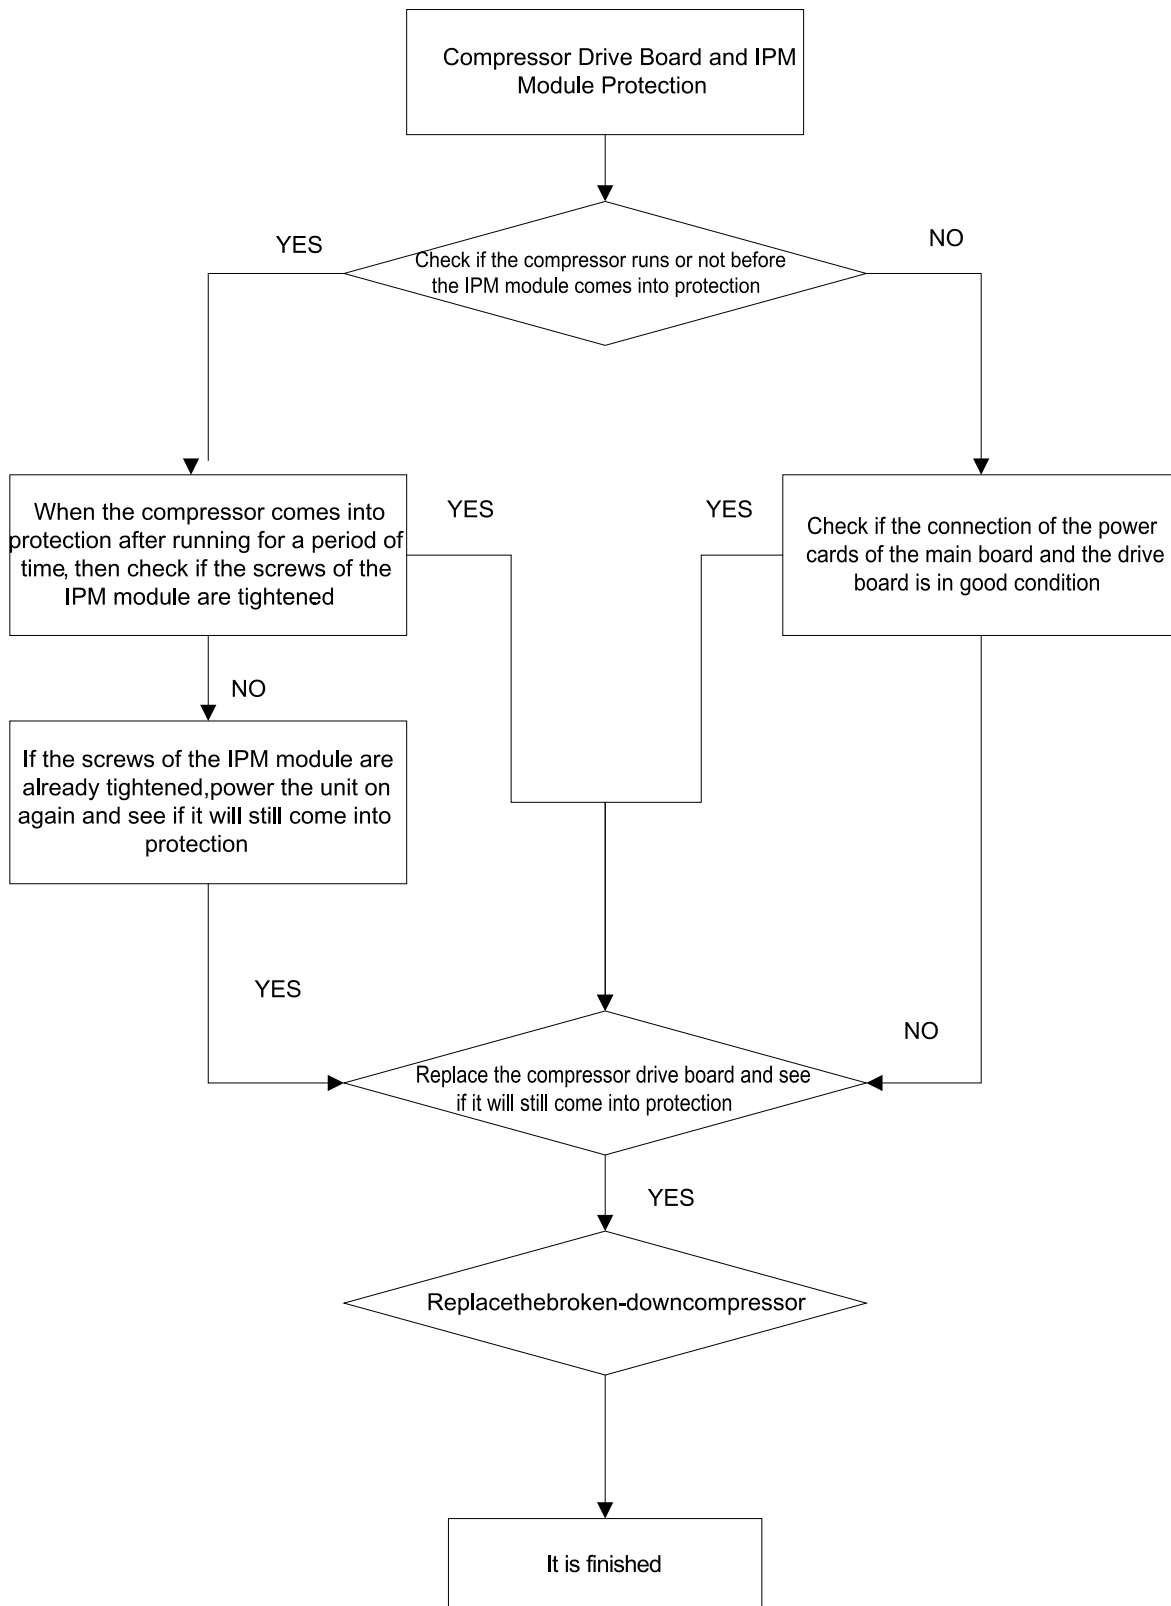 Compressor Drive Board and IPM
Module Protection
YES
NO
Check if the compressor runs or not before
the IPM module comes into protection
When the compressor comes into
protection after running for a period of
time, then check if the screws of the
IPM module are tightened
YES
YES
Check if the connection of the power
cards of the main board and the drive
board is in good condition
NO
If the screws of the IPM module are
already tightened,power the unit on
again and see if it will still come into
protection
YES
NO
Replace the compressor drive board and see
if it will still come into protection
YES
Replacethebroken-downcompressor
It is finished